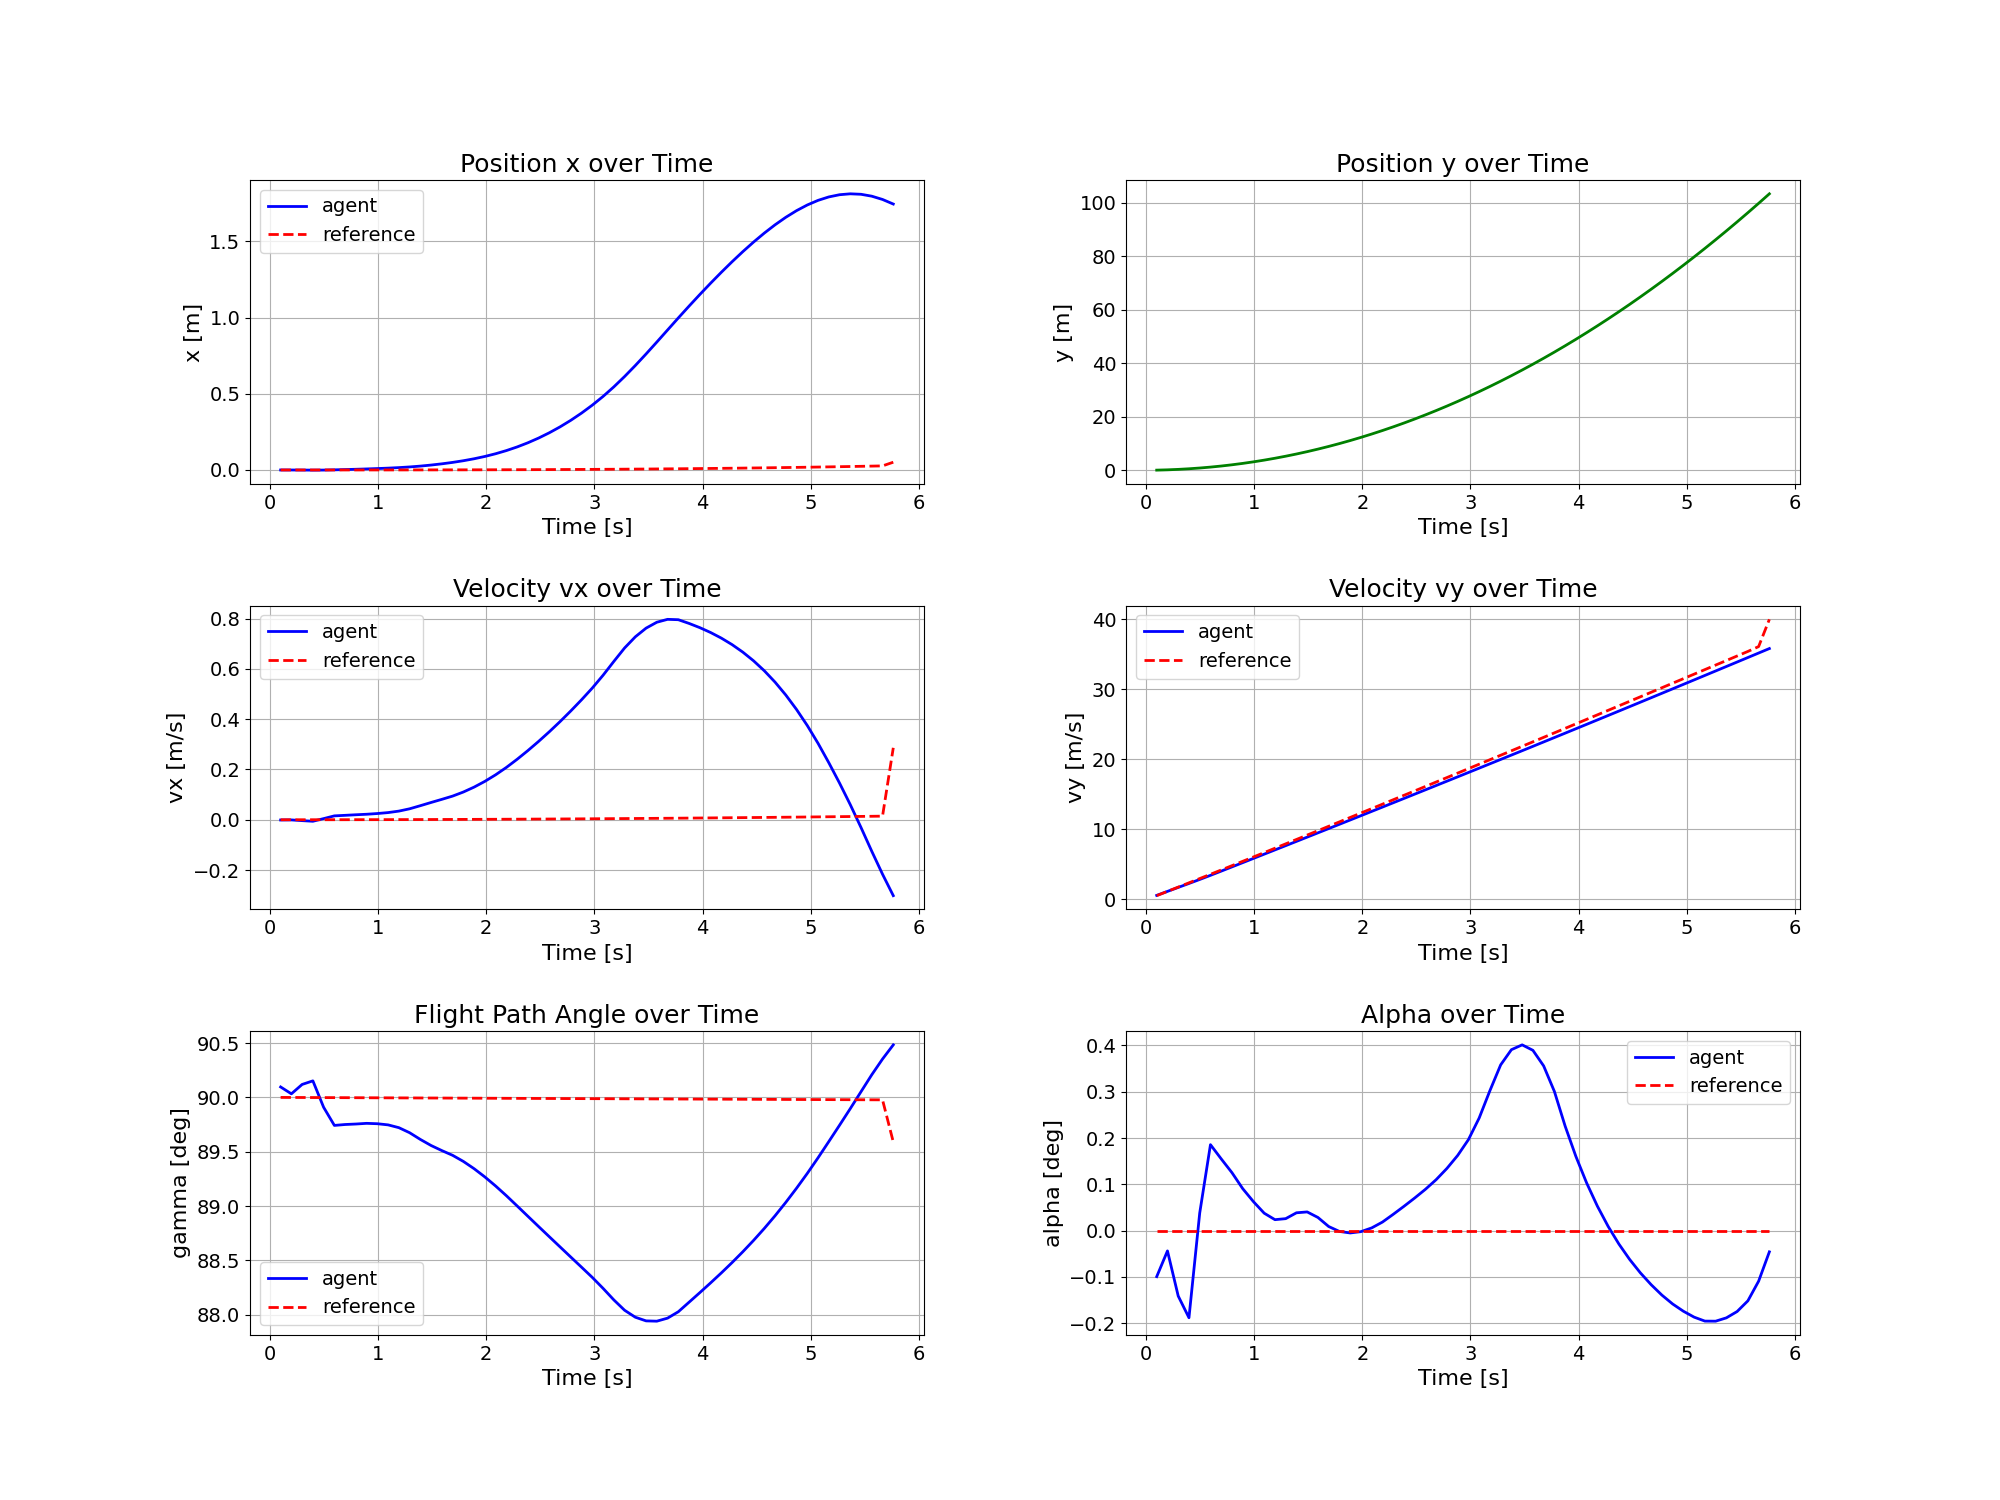 Position x over Time
agent
reference
x [m]
1.5
1.0
0.5
0.0
0 1 2 3 4 5 6
Time [s]
Position y over Time
y [m]
100
80
60
40
20
0
0 1 2 3 4 5 6
Time [s]
Velocity vx over Time
agent
reference
vx [m/s]
0.8
0.6
0.4
0.2
0.0
−0.2
0 1 2 3 4 5 6
Time [s]
Velocity vy over Time
agent
reference
vy [m/s]
40
30
20
10
0
0 1 2 3 4 5 6
Time [s]
Flight Path Angle over Time
gamma [deg]
90.5
90.0
89.5
89.0
88.5
88.0
agent
reference
0 1 2 3 4 5 6
Time [s]
Alpha over Time
agent
reference
alpha [deg]
0.4
0.3
0.2
0.1
0.0
−0.1
−0.2
0 1 2 3 4 5 6
Time [s]